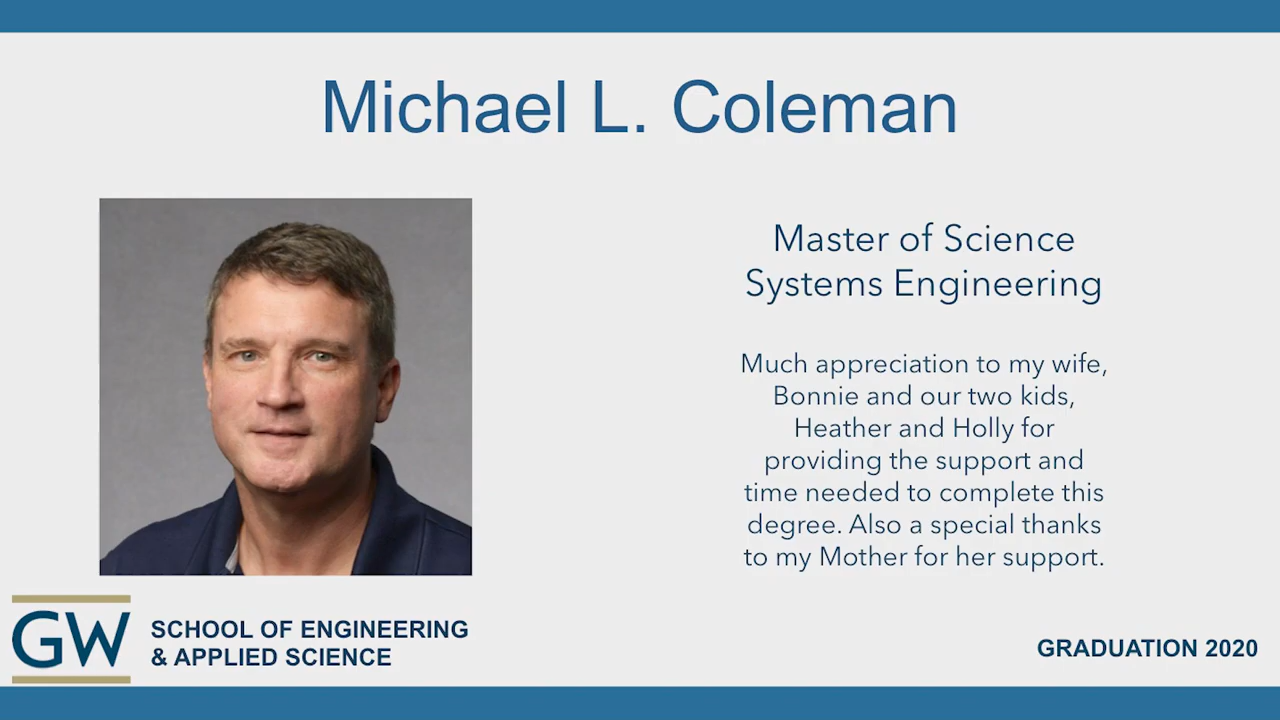 Michael L. Coleman
Master of Science
Systems Engineering
Much appreciation to my wife,
Bonnie and our two kids,
Heather and Holly for
providing the support and
time needed to complete this
degree. Also a special thanks
to my Mother for her support.
GW
SCHOOL OF ENGINEERING
& APPLIED SCIENCE
GRADUATION 2020